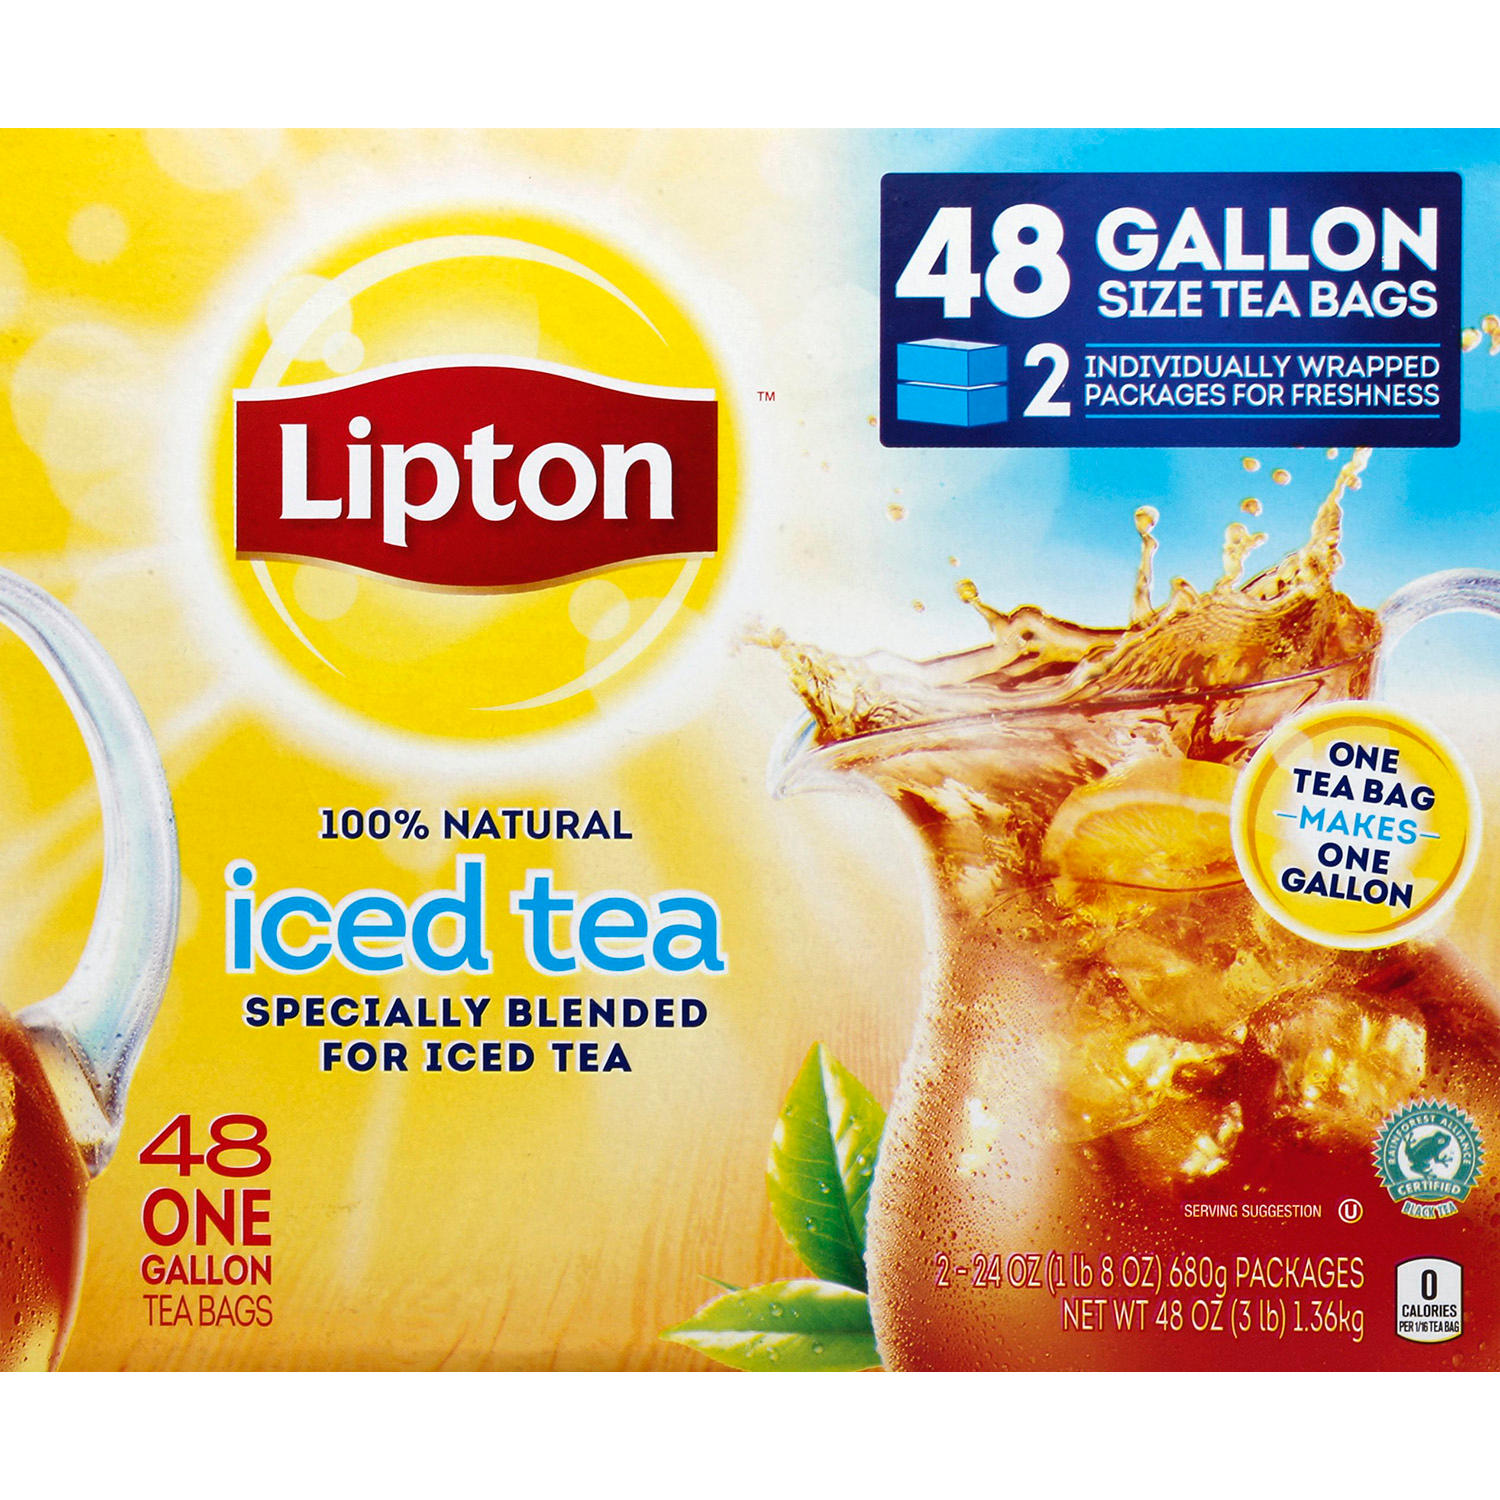 48 GALLON
SIZE TEA BAGS
2 INDIVIDUALLY WRAPPED
PACKAGES FOR FRESHNESS
Lipton
™
100% NATURAL
iced tea
SPECIALLY BLENDED
FOR ICED TEA
48
ONE
GALLON
TEA BAGS
ONE
TEA BAG
MAKES
ONE
GALLON
RAINFOREST ALLIANCE
CERTIFIED
BLACK TEA
SERVING SUGGESTION U
2 - 24 OZ (1 lb 8 OZ) 680g PACKAGES
NET WT 48 OZ (3 lb) 1.36kg
0
CALORIES
PER 1/16 TEA BAG